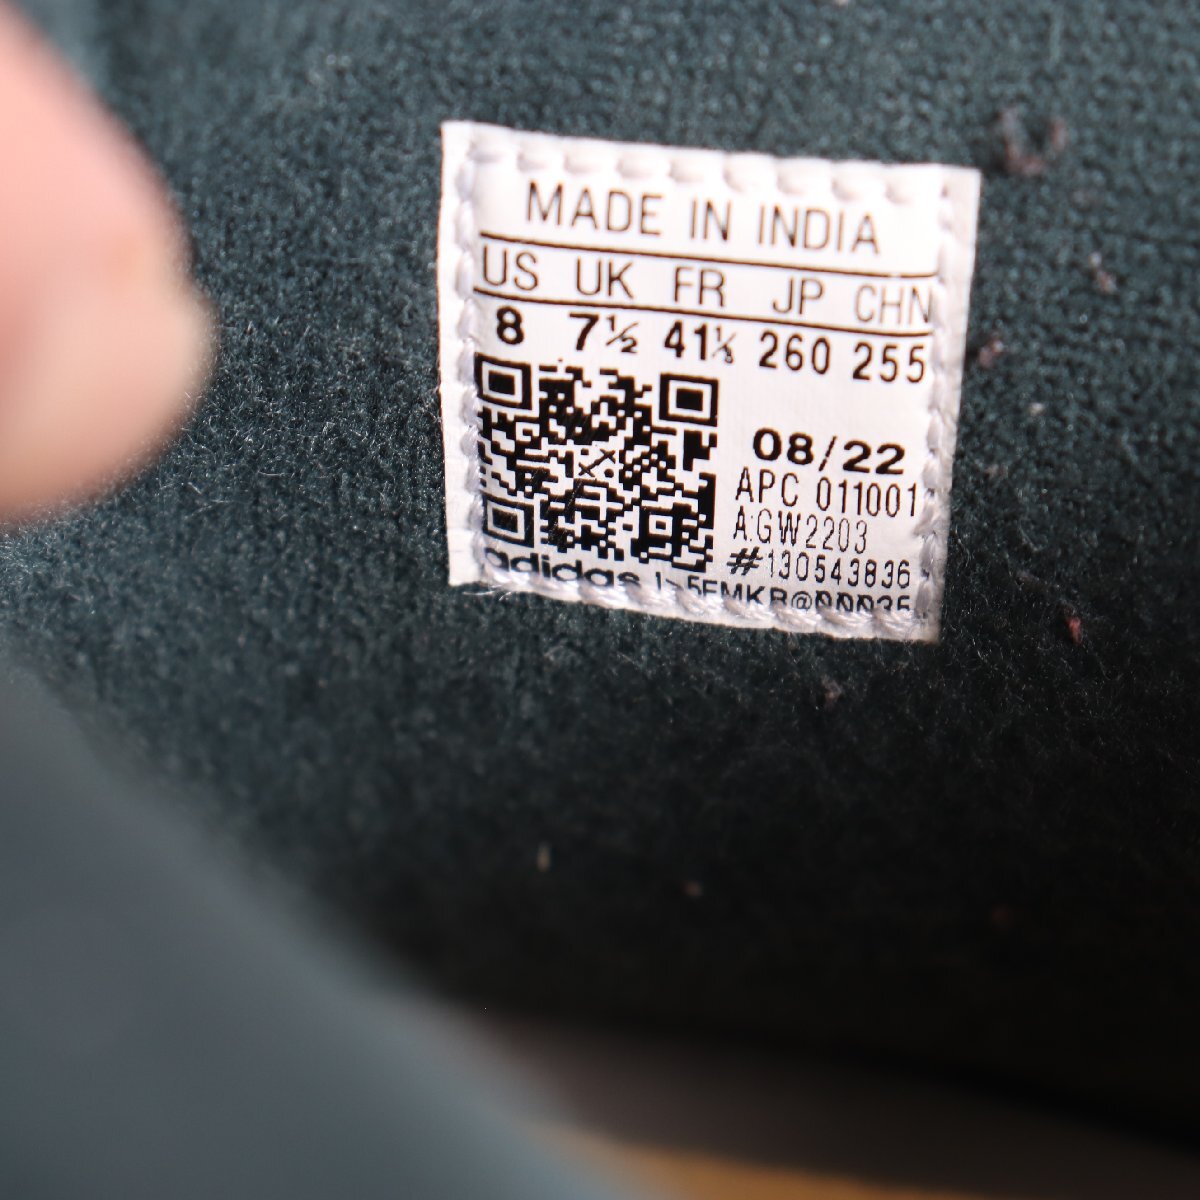 MADE IN INDIA
US UK FR JP CHN
8 7½ 41⅓ 260 255
08/22
APC 011001
A:GW2203
#130543836
adidas